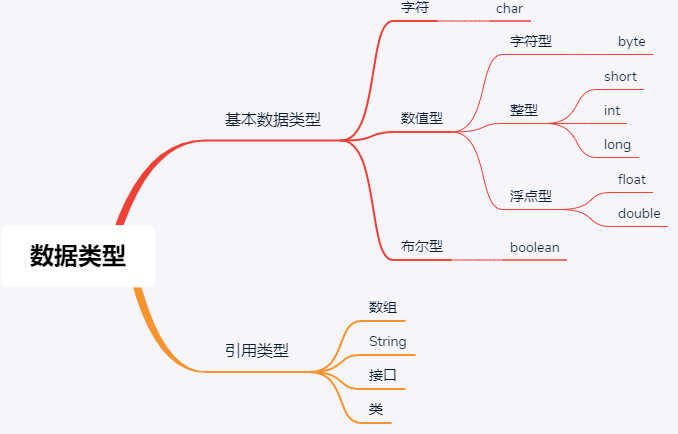 数据类型
基本数据类型
字符
char
数值型
字符型
byte
整型
short
int
long
浮点型
float
double
布尔型
boolean
引用类型
数组
String
接口
类